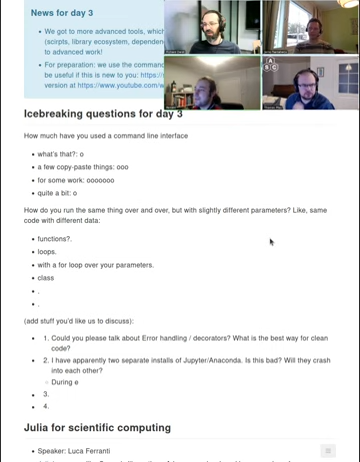 News for day 3
We got to more advanced tools, which
(scirpts, library ecosystem, dependen
to advanced work!
For preparation: we use the comman
be useful if this is new to you: https:/
version at https://www.youtube.com/w
Icebreaking questions for day 3
How much have you used a command line interface
what's that?: o
a few copy-paste things: ooo
for some work: ooooooo
quite a bit: o
How do you run the same thing over and over, but with slightly different parameters? Like, same
code with different data:
functions?.
loops.
with a for loop over your parameters.
class
.
.
(add stuff you'd like us to discuss):
1. Could you please talk about Error handling / decorators? What is the best way for clean
code?
2. I have apparently two separate installs of Jupyter/Anaconda. Is this bad? Will they crash
into each other?
During e
3.
4.
Julia for scientific computing
Speaker: Luca Ferranti